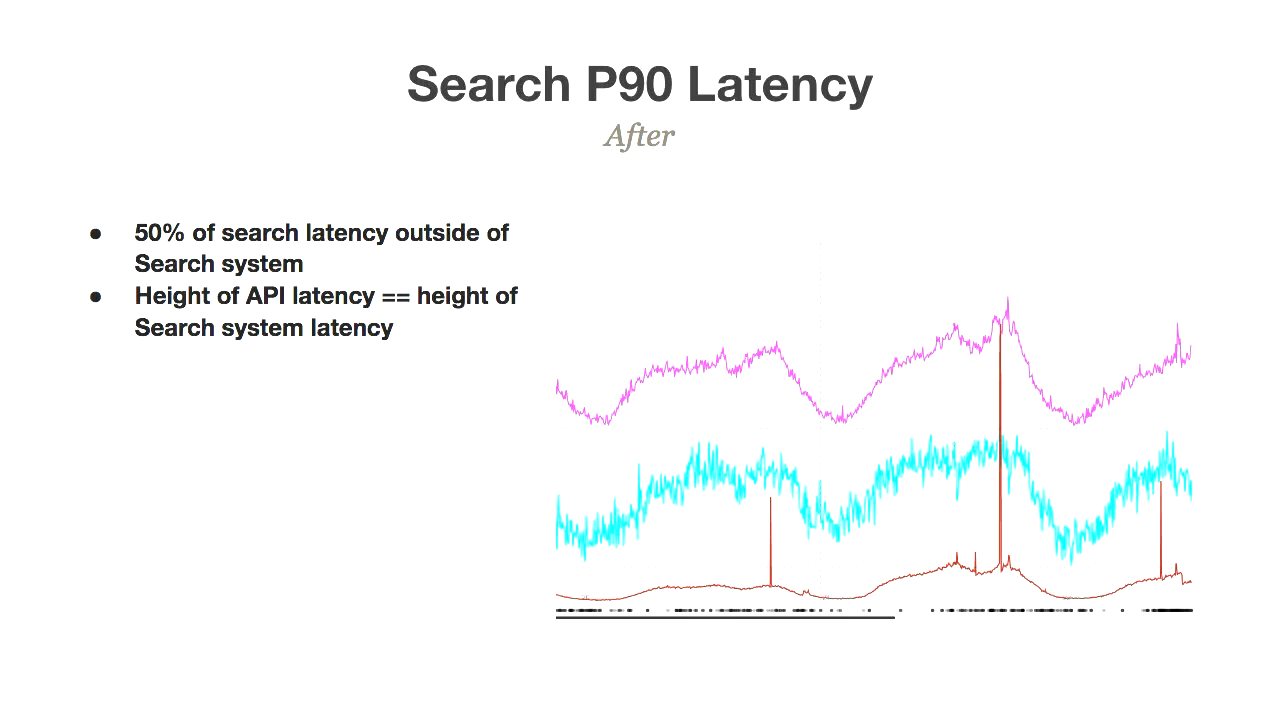 Search P90 Latency
After
● 50% of search latency outside of
Search system
● Height of API latency == height of
Search system latency